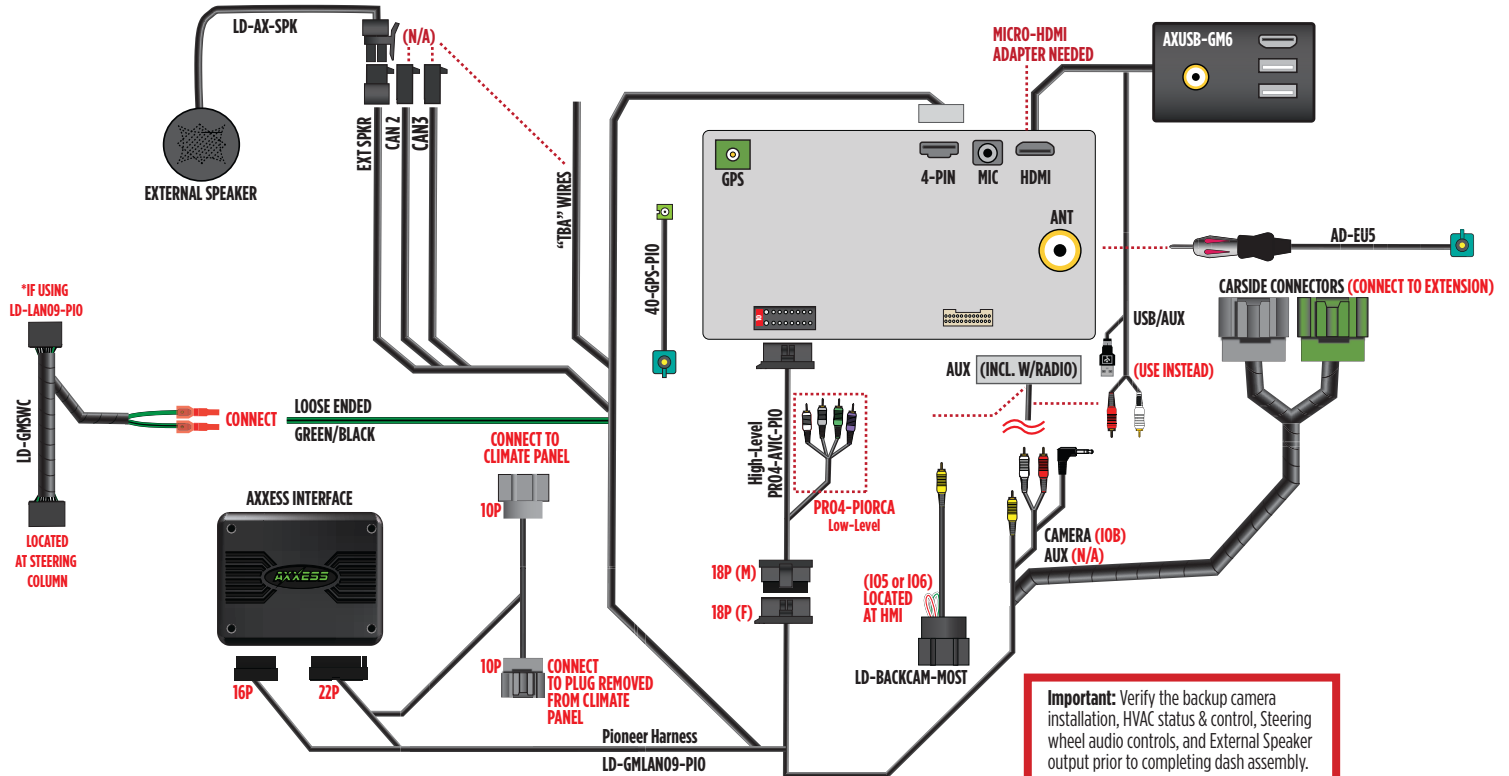 LD-AX-SPK
(N/A)
MICRO-HDMI
ADAPTER NEEDED
AXUSB-GM6
EXT SPKR
CAN 2
CAN3
"TBA" WIRES
EXTERNAL SPEAKER
GPS
4-PIN
MIC
HDMI
ANT
AD-EU5
40-GPS-PIO
*IF USING
LD-LAN09-PIO
CARSIDE CONNECTORS (CONNECT TO EXTENSION)
10
USB/AUX
AUX
(INCL. W/RADIO)
(USE INSTEAD)
LD-GMSWC
CONNECT
LOOSE ENDED
GREEN/BLACK
CONNECT TO
CLIMATE PANEL
High-Level
PRO4-AVIC-PIO
PRO4-PIORCA
Low-Level
AXXESS INTERFACE
10P
AXXESS
LOCATED
AT STEERING
COLUMN
CAMERA (IOB)
AUX (N/A)
18P (M)
18P (F)
(IO5 or IO6)
LOCATED
AT HMI
LD-BACKCAM-MOST
10P
CONNECT
TO PLUG REMOVED
FROM CLIMATE
PANEL
16P
22P
Pioneer Harness
LD-GMLAN09-PIO
Important: Verify the backup camera
installation, HVAC status & control, Steering
wheel audio controls, and External Speaker
output prior to completing dash assembly.